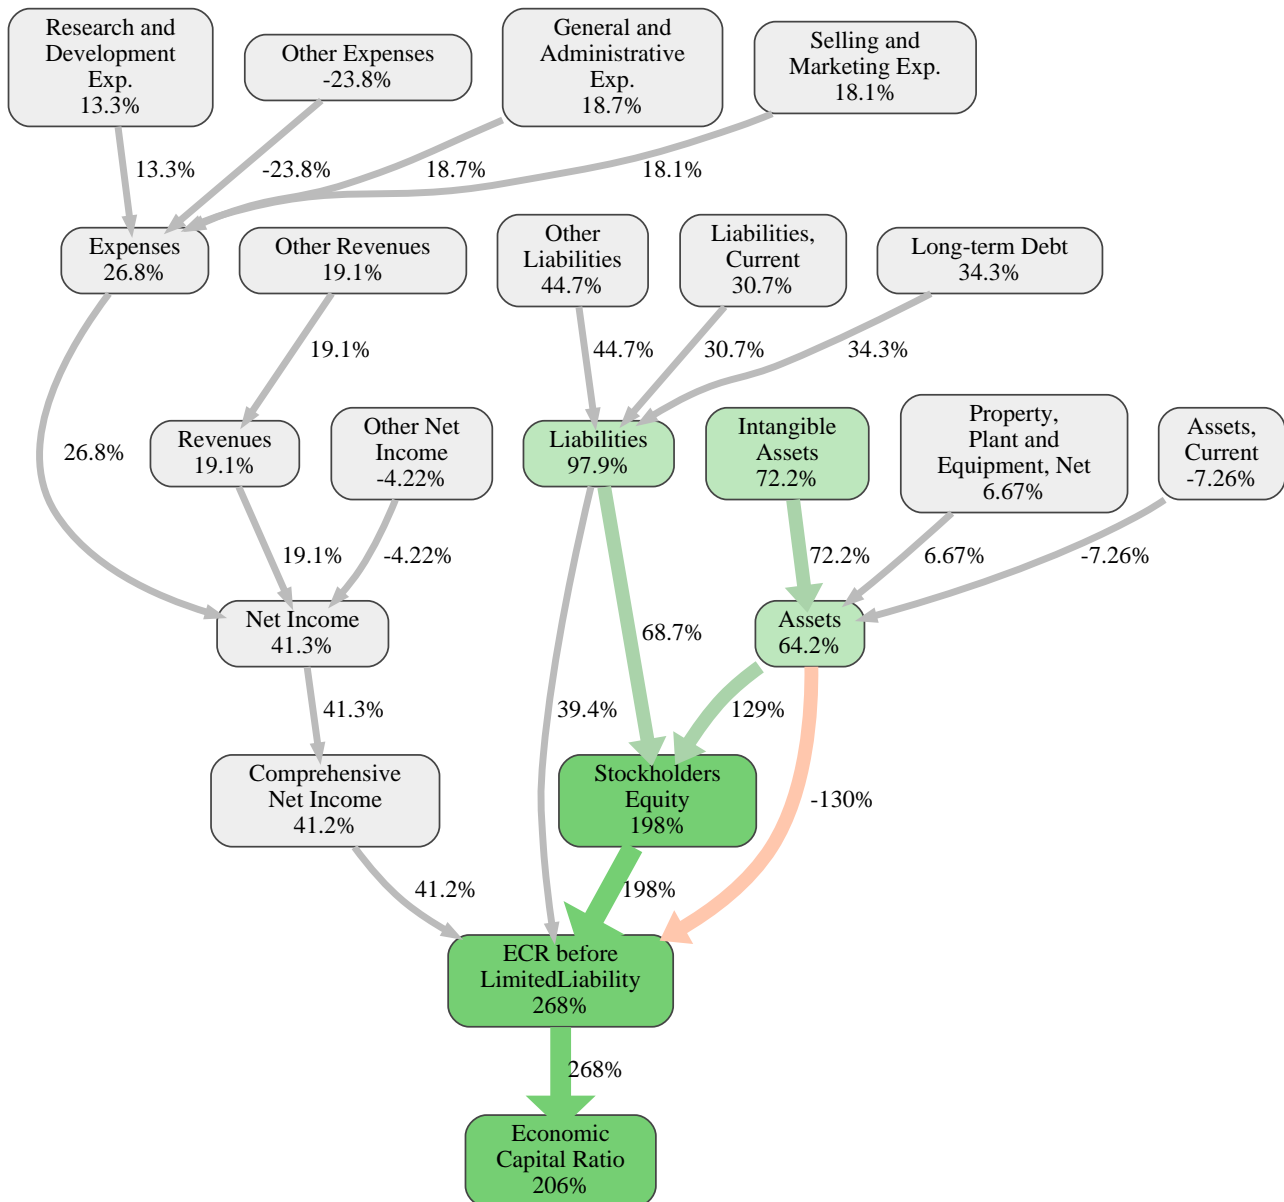 Research and
Development
Exp.
13.3%
Other Expenses
-23.8%
General and
Administrative
Exp.
18.7%
Selling and
Marketing Exp.
18.1%
13.3%
-23.8%
18.7%
18.1%
Expenses
26.8%
Other Revenues
19.1%
Other
Liabilities
44.7%
Liabilities,
Current
30.7%
Long-term Debt
34.3%
19.1%
44.7%
30.7%
34.3%
26.8%
Revenues
19.1%
Other Net
Income
-4.22%
Liabilities
97.9%
Intangible
Assets
72.2%
Property,
Plant and
Equipment, Net
6.67%
Assets,
Current
-7.26%
19.1%
-4.22%
72.2%
6.67%
-7.26%
Net Income
41.3%
68.7%
Assets
64.2%
41.3%
39.4%
129%
Comprehensive
Net Income
41.2%
Stockholders
Equity
198%
-130%
41.2%
198%
ECR before
LimitedLiability
268%
268%
Economic
Capital Ratio
206%